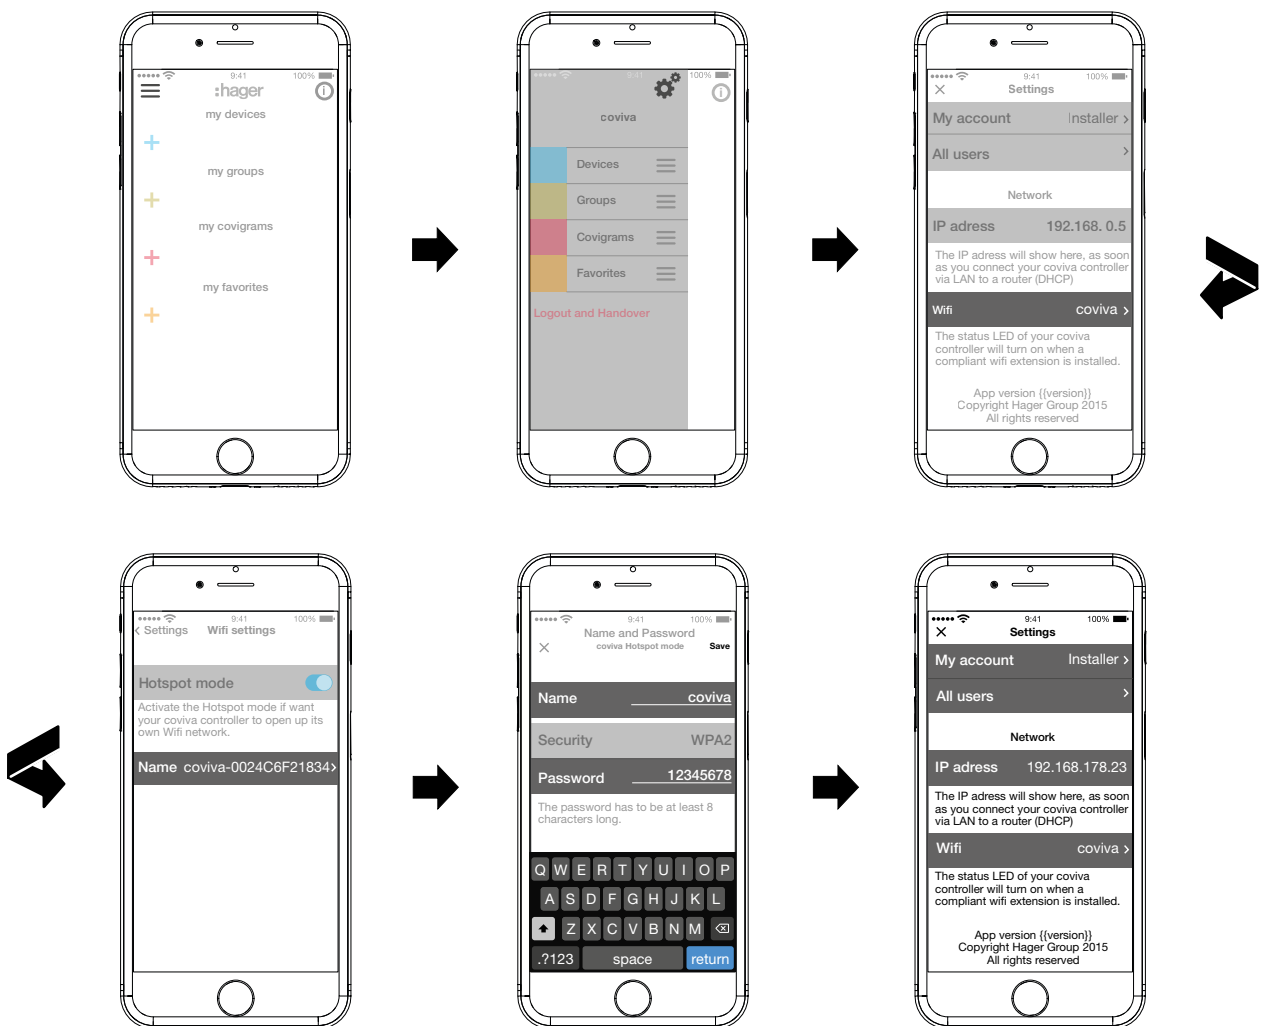 9:41 100%
:hager
my devices
my groups
my covigrams
my favorites
9:41 100%
coviva
Devices
Groups
Covigrams
Favorites
Logout and Handover
9:41 100%
Settings
My account Installer >
All users >
Network
IP adress 192.168. 0.5
The IP adress will show here, as soon
as you connect your coviva controller
via LAN to a router (DHCP)
Wifi coviva >
The status LED of your coviva
controller will turn on when a
compliant wifi extension is installed.
App version {{version}}
Copyright Hager Group 2015
All rights reserved
9:41 100%
< Settings Wifi settings
Hotspot mode
Activate the Hotspot mode if want
your coviva controller to open up its
own Wifi network.
Name coviva-0024C6F21834>
9:41 100%
Name and Password
coviva Hotspot mode Save
Name coviva
Security WPA2
Password 12345678
The password has to be at least 8
characters long.
Q W E R T Y U I O P
A S D F G H J K L
Z X C V B N M
.?123 space return
9:41 100%
Settings
My account Installer >
All users >
Network
IP adress 192.168.178.23
The IP adress will show here, as soon
as you connect your coviva controller
via LAN to a router (DHCP)
Wifi coviva >
The status LED of your coviva
controller will turn on when a
compliant wifi extension is installed.
App version {{version}}
Copyright Hager Group 2015
All rights reserved